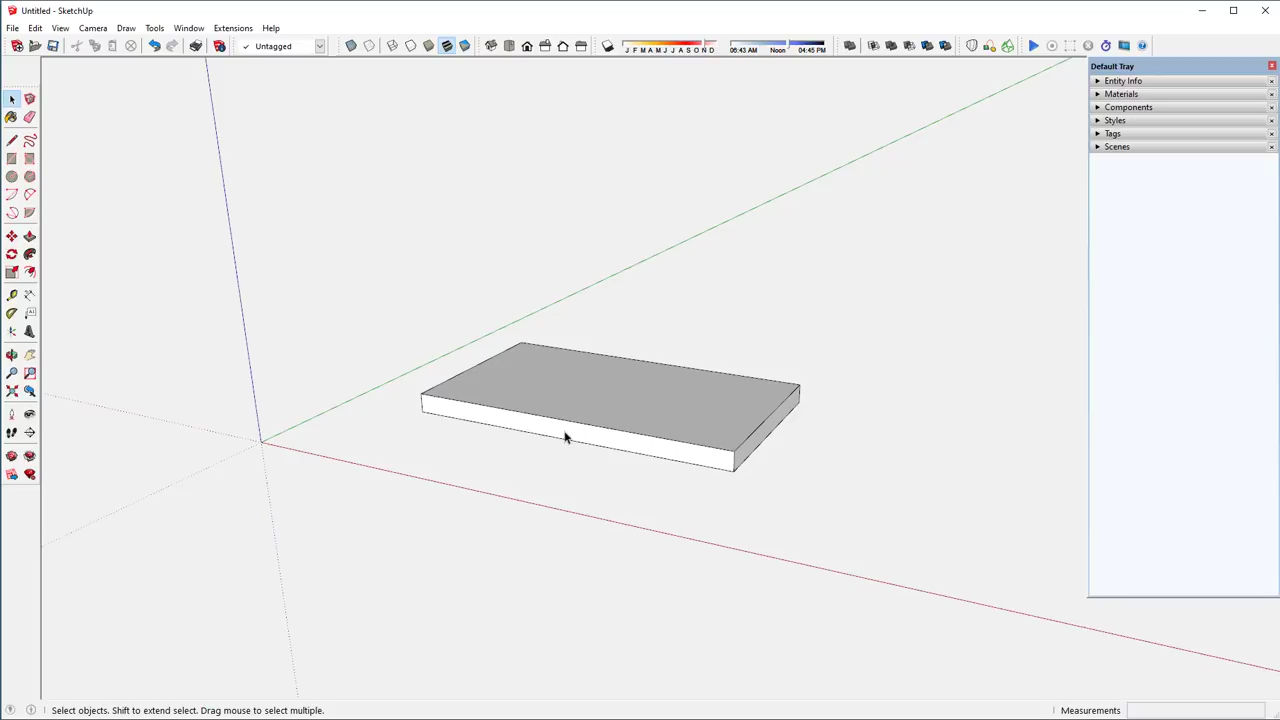 Untitled - SketchUp
File Edit View Camera Draw Tools Window Extensions Help
Untagged
J F M A M J J A S O N D
06:43 AM Noon 04:45 PM
Default Tray
Entity Info
Materials
Components
Styles
Tags
Scenes
Select objects. Shift to extend select. Drag mouse to select multiple.
Measurements